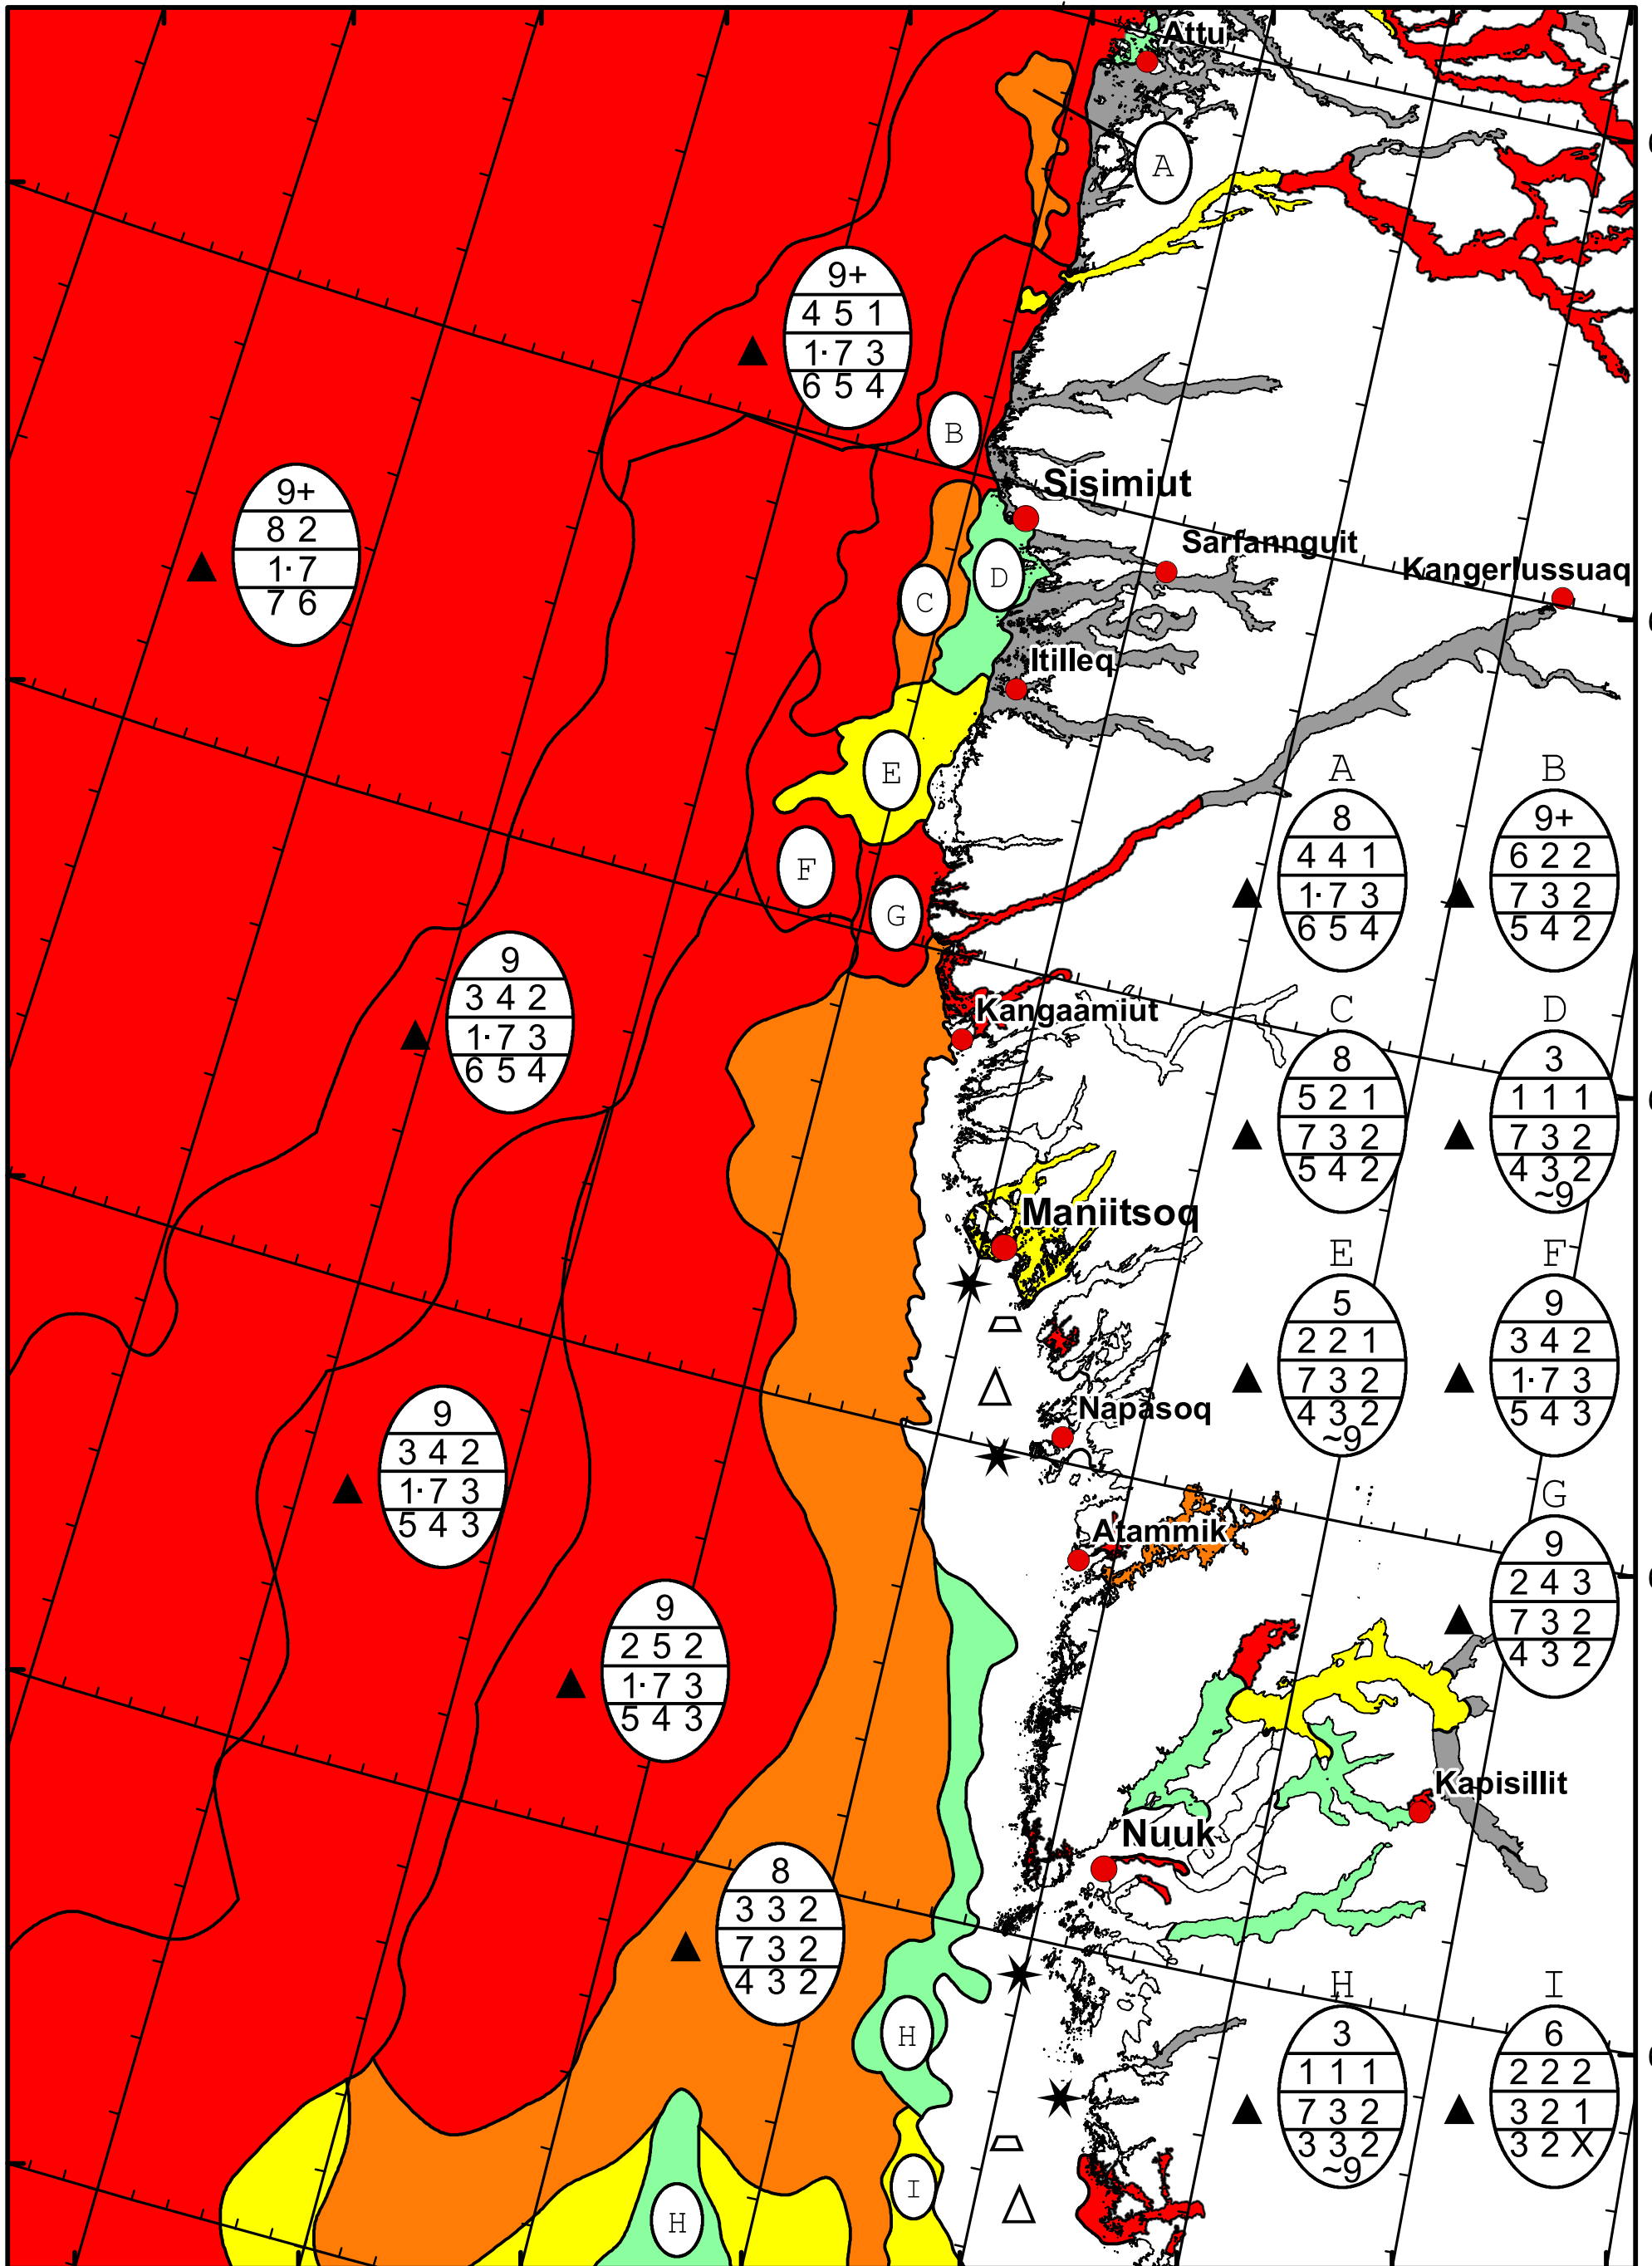 Attu
A
9+
4 5 1
1· 7 3
6 5 4
B
9+
8 2
1· 7
7 6
Sisimiut
Sarfannguit
Kangerlussuaq
D
C
Itilleq
E
F
G
A
8
4 4 1
1· 7 3
6 5 4
B
9+
6 2 2
7 3 2
5 4 2
9
3 4 2
1· 7 3
6 5 4
Kangaamiut
C
8
5 2 1
7 3 2
5 4 2
D
3
1 1 1
7 3 2
4 3 2
~9
Maniitsoq
E
5
2 2 1
7 3 2
4 3 2
~9
F
9
3 4 2
1· 7 3
5 4 3
Napasoq
9
3 4 2
1· 7 3
5 4 3
Atammik
G
9
2 4 3
7 3 2
4 3 2
9
2 5 2
1· 7 3
5 4 3
Kapisillit
Nuuk
8
3 3 2
7 3 2
4 3 2
H
H
3
1 1 1
7 3 2
3 3 2
~9
I
6
2 2 2
3 2 1
3 2 X
I
H